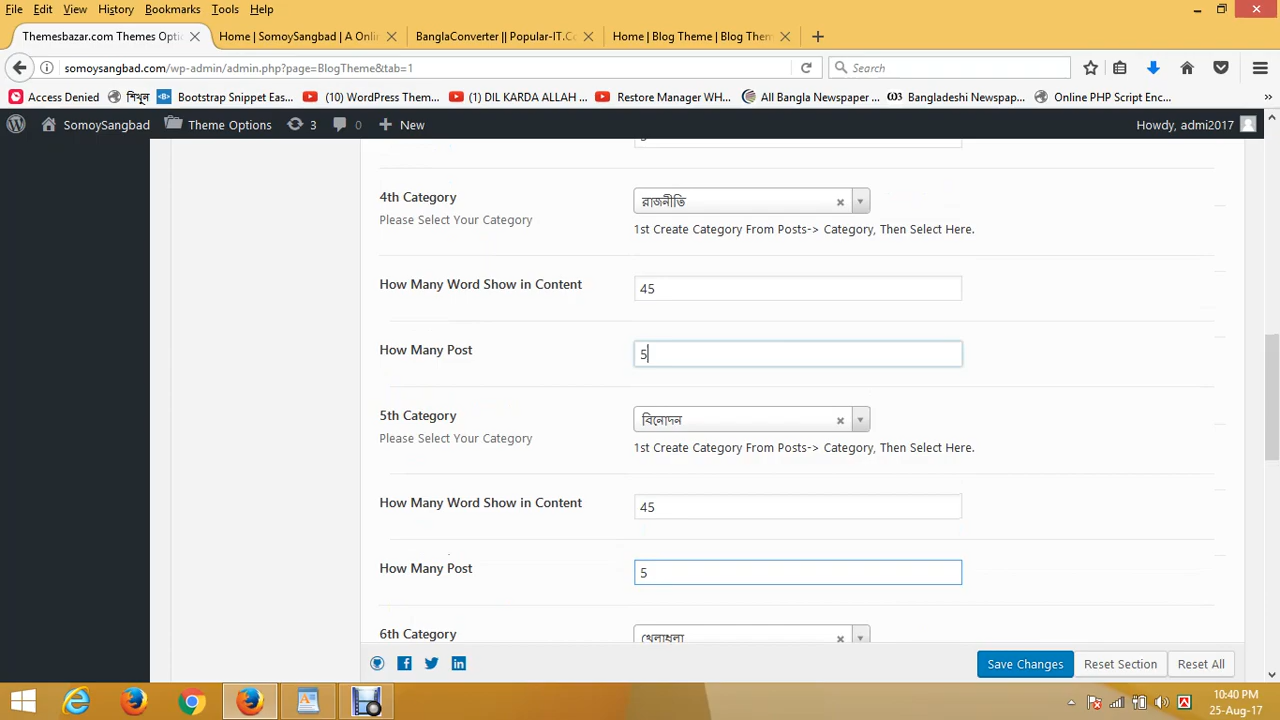 File Edit View History Bookmarks Tools Help
Themesbazar.com Themes Opti
Home | SomoySangbad | A Onli
BanglaConverter || Popular-IT.Co
Home | Blog Theme | Blog Them
somoysangbad.com/wp-admin/admin.php?page=BlogTheme&tab=1
Search
Access Denied
শিখুন
Bootstrap Snippet Eas...
(10) WordPress Them...
(1) DIL KARDA ALLAH ...
Restore Manager WH...
All Bangla Newspaper ...
Bangladeshi Newspap...
Online PHP Script Enc...
SomoySangbad
Theme Options
3
0
New
Howdy, admi2017
4th Category
রাজনীতি
Please Select Your Category
1st Create Category From Posts-> Category, Then Select Here.
How Many Word Show in Content
45
How Many Post
5
5th Category
বিনোদন
Please Select Your Category
1st Create Category From Posts-> Category, Then Select Here.
How Many Word Show in Content
45
How Many Post
5
6th Category
খেলাধুলা
Save Changes
Reset Section
Reset All
10:40 PM
25-Aug-17